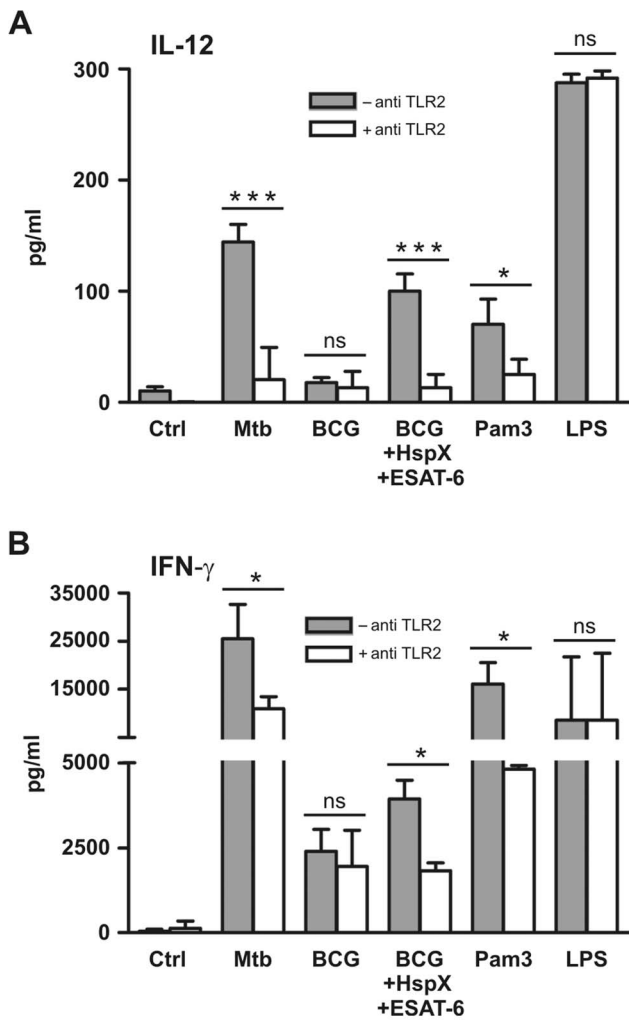 A
IL-12
ns
300
– anti TLR2
+ anti TLR2
200
***
pg/ml
***
*
100
ns
0
Ctrl Mtb BCG BCG Pam3 LPS
+HspX
+ESAT-6
B
IFN-γ
35000
*
– anti TLR2
25000
+ anti TLR2
* ns
15000
pg/ml
5000
*
ns
2500
0
Ctrl Mtb BCG BCG Pam3 LPS
+HspX
+ESAT-6